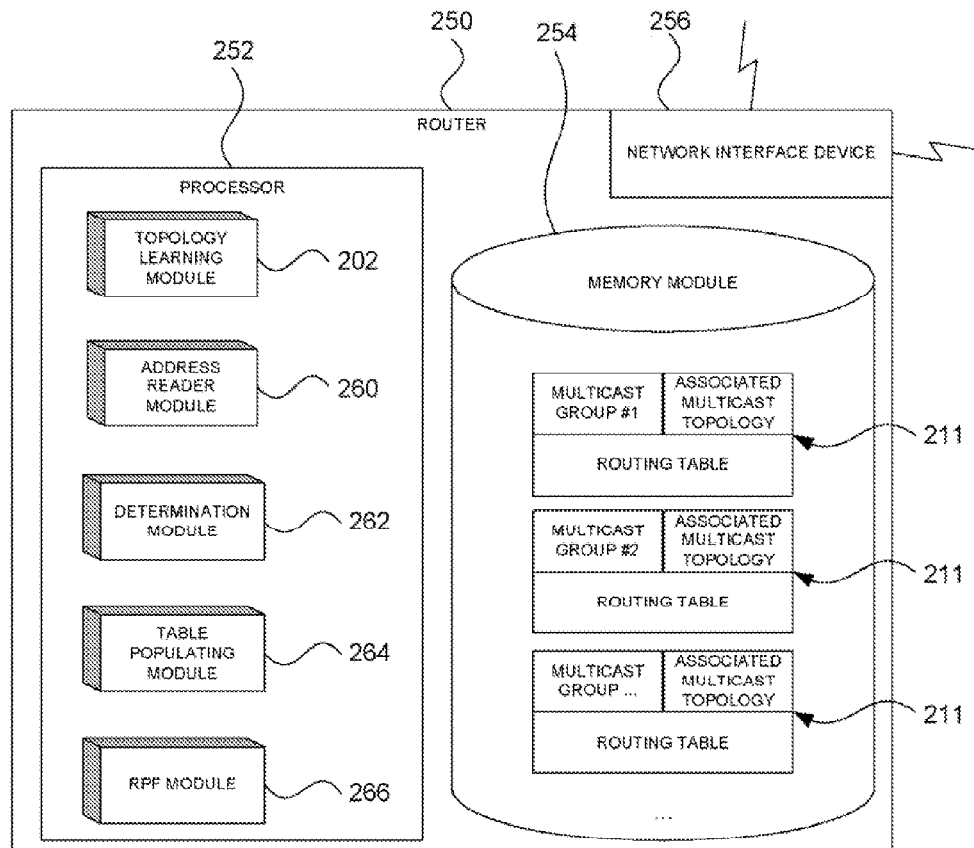 250
256
254
252
ROUTER
NETWORK INTERFACE DEVICE
PROCESSOR
TOPOLOGY
LEARNING
MODULE
202
ADDRESS
READER
MODULE
260
DETERMINATION
MODULE
262
TABLE
POPULATING
MODULE
264
RPF MODULE
266
MEMORY MODULE
MULTICAST
GROUP #1
ASSOCIATED
MULTICAST
TOPOLOGY
ROUTING TABLE
211
MULTICAST
GROUP #2
ASSOCIATED
MULTICAST
TOPOLOGY
ROUTING TABLE
211
MULTICAST
GROUP ...
ASSOCIATED
MULTICAST
TOPOLOGY
ROUTING TABLE
211
...